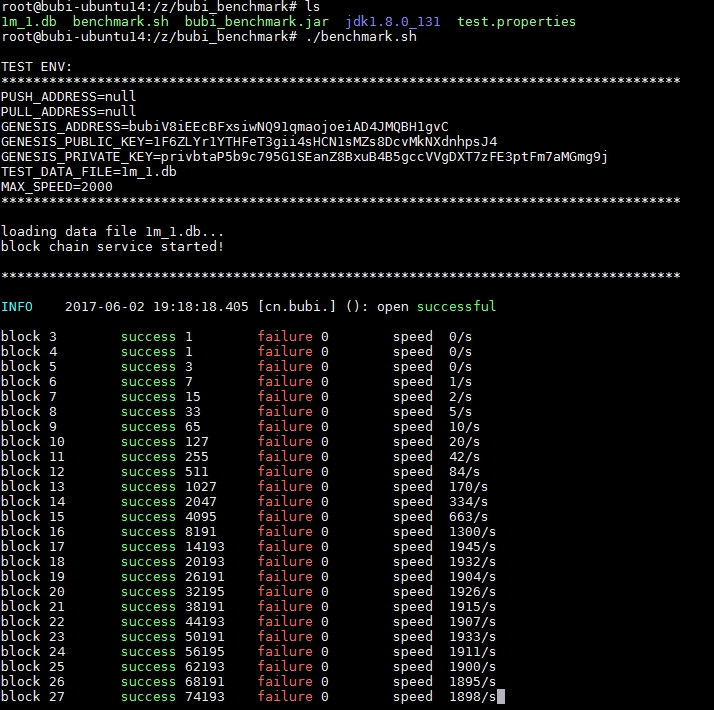 root@bubi-ubuntu14:/z/bubi_benchmark# ls
1m_1.db benchmark.sh bubi_benchmark.jar jdk1.8.0_131 test.properties
root@bubi-ubuntu14:/z/bubi_benchmark# ./benchmark.sh
TEST ENV:
*************************************************************************************
PUSH_ADDRESS=null
PULL_ADDRESS=null
GENESIS_ADDRESS=bubiV8iEEcBFxsiwNQ91qmaojoeiAD4JMQBH1gvC
GENESIS_PUBLIC_KEY=1F6ZLYr1YTHFeT3gii4sHCN1sMZs8DcvMkNXdnhpsJ4
GENESIS_PRIVATE_KEY=privbtaP5b9c795G1SEanZ8BxuB4B5gccVVgDXT7zFE3ptFm7aMGmg9j
TEST_DATA_FILE=1m_1.db
MAX_SPEED=2000
*************************************************************************************
loading data file 1m_1.db...
block chain service started!
*************************************************************************************
INFO 2017-06-02 19:18:18.405 [cn.bubi.] (): open successful
block 3 success 1 failure 0 speed 0/s
block 4 success 1 failure 0 speed 0/s
block 5 success 3 failure 0 speed 0/s
block 6 success 7 failure 0 speed 1/s
block 7 success 15 failure 0 speed 2/s
block 8 success 33 failure 0 speed 5/s
block 9 success 65 failure 0 speed 10/s
block 10 success 127 failure 0 speed 20/s
block 11 success 255 failure 0 speed 42/s
block 12 success 511 failure 0 speed 84/s
block 13 success 1027 failure 0 speed 170/s
block 14 success 2047 failure 0 speed 334/s
block 15 success 4095 failure 0 speed 663/s
block 16 success 8191 failure 0 speed 1300/s
block 17 success 14193 failure 0 speed 1945/s
block 18 success 20193 failure 0 speed 1932/s
block 19 success 26191 failure 0 speed 1904/s
block 20 success 32195 failure 0 speed 1926/s
block 21 success 38191 failure 0 speed 1915/s
block 22 success 44193 failure 0 speed 1907/s
block 23 success 50191 failure 0 speed 1933/s
block 24 success 56195 failure 0 speed 1911/s
block 25 success 62193 failure 0 speed 1900/s
block 26 success 68191 failure 0 speed 1895/s
block 27 success 74193 failure 0 speed 1898/s